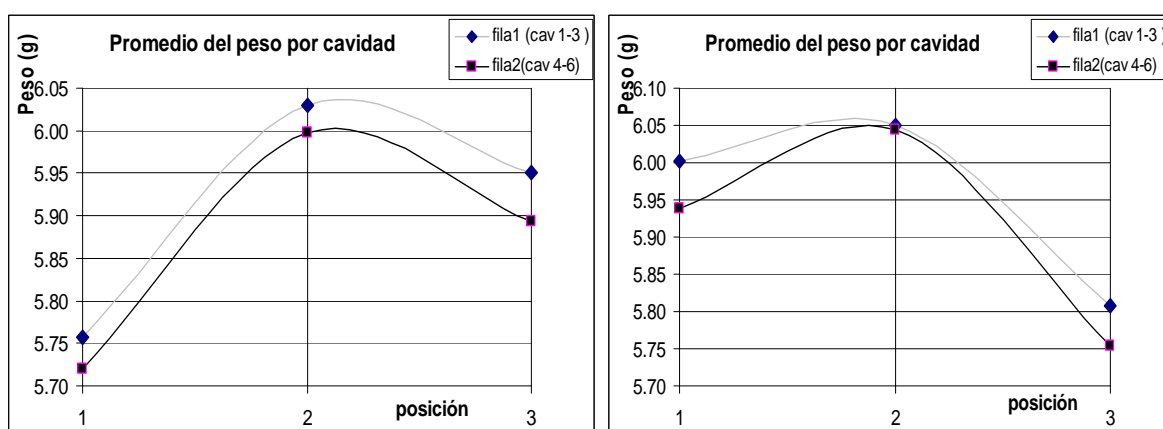 Promedio del peso por cavidad
fila1 (cav 1-3 )
fila2(cav 4-6)
Peso (g)
6.05
6.00
5.95
5.90
5.85
5.80
5.75
5.70
1
2
3
posición
Promedio del peso por cavidad
fila1 (cav 1-3 )
fila2(cav 4-6)
Peso (g)
6.10
6.05
6.00
5.95
5.90
5.85
5.80
5.75
5.70
1
2
3
posición